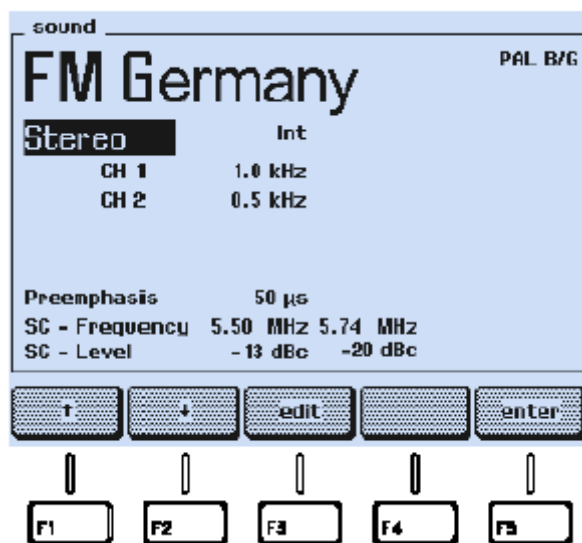 sound
FM Germany PAL B/G
Stereo Int
CH 1 1.0 kHz
CH 2 0.5 kHz
Preemphasis 50 µs
SC - Frequency 5.50 MHz 5.74 MHz
SC - Level -13 dBc -20 dBc
↑ ↓ edit enter
F1 F2 F3 F4 F5